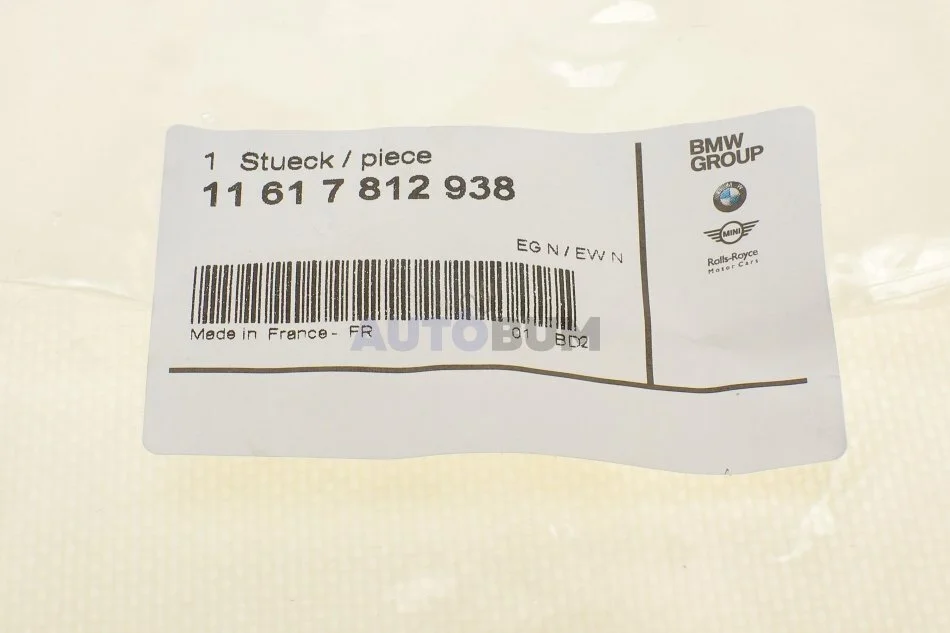 1 Stueck / piece
11 61 7 812 938
EG N / EW N
Made in France - FR
01 BD2
BMW
GROUP
MINI
Rolls-Royce
Motor Cars
AUTOBUM